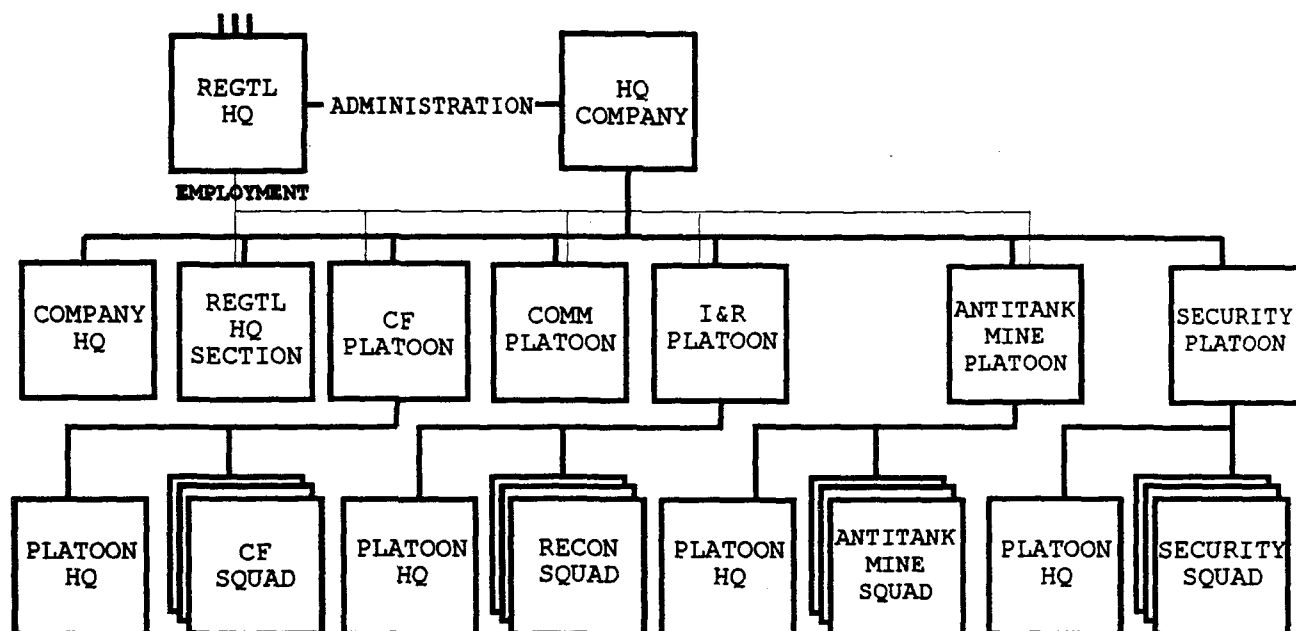 REGTL
HQ
ADMINISTRATION
HQ
COMPANY
EMPLOYMENT
COMPANY
HQ
REGTL
HQ
SECTION
CF
PLATOON
COMM
PLATOON
I&R
PLATOON
ANTITANK
MINE
PLATOON
SECURITY
PLATOON
PLATOON
HQ
CF
SQUAD
PLATOON
HQ
RECON
SQUAD
PLATOON
HQ
ANTITANK
MINE
SQUAD
PLATOON
HQ
SECURITY
SQUAD